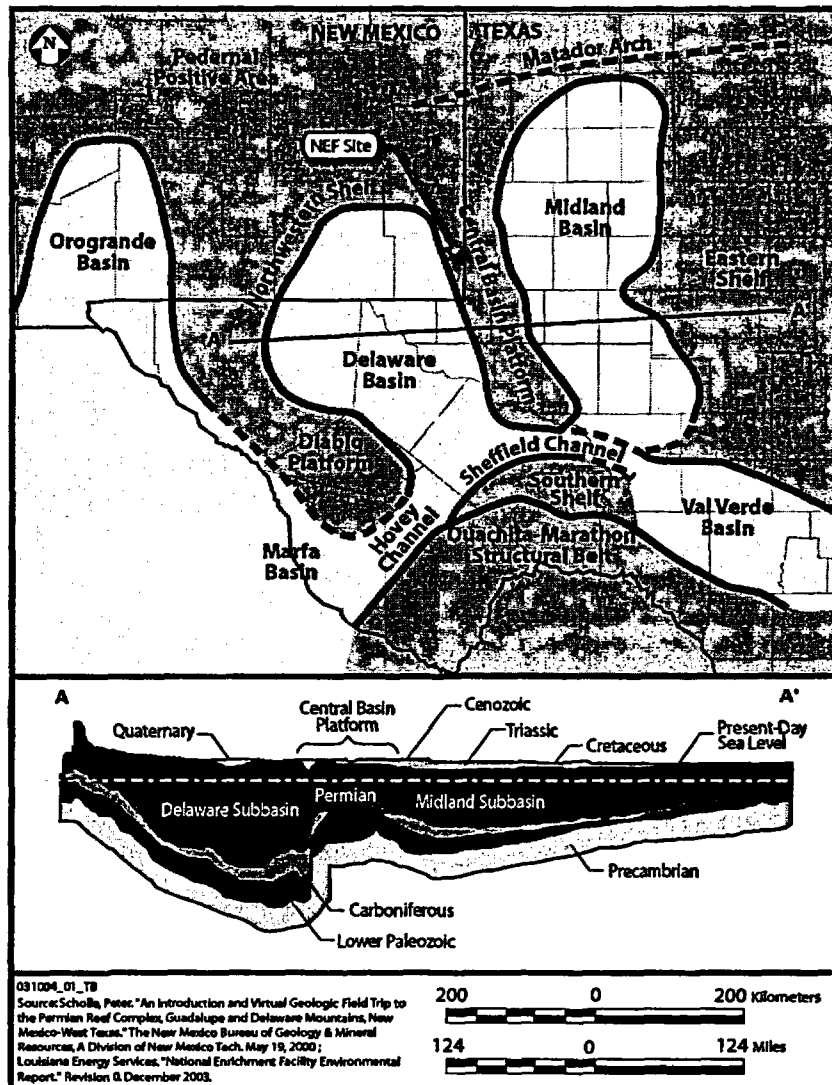 N
NEW MEXICO
TEXAS
Pedernal
Positive Area
Matador Arch
NEF Site
Northwestern Shelf
Central Basin Platform
Midland
Basin
Orogrande
Basin
Eastern
Shelf
A
A'
Delaware
Basin
Diablo
Platform
Sheffield Channel
Southern
Shelf
Val Verde
Basin
Hovey
Channel
Marfa
Basin
Ouachita-Marathon
Structural Belt
A
A'
Quaternary
Central Basin
Platform
Cenozoic
Triassic
Cretaceous
Present-Day
Sea Level
Delaware Subbasin
Permian
Midland Subbasin
Precambrian
Carboniferous
Lower Paleozoic
031004_01_TB
Source: Scholle, Peter. "An Introduction and Virtual Geologic Field Trip to
the Permian Reef Complex, Guadalupe and Delaware Mountains, New
Mexico-West Texas." The New Mexico Bureau of Geology & Mineral
Resources, A Division of New Mexico Tech. May 19, 2000 ;
Louisiana Energy Services, "National Enrichment Facility Environmental
Report." Revision 0. December 2003.
200 0 200 Kilometers
124 0 124 Miles